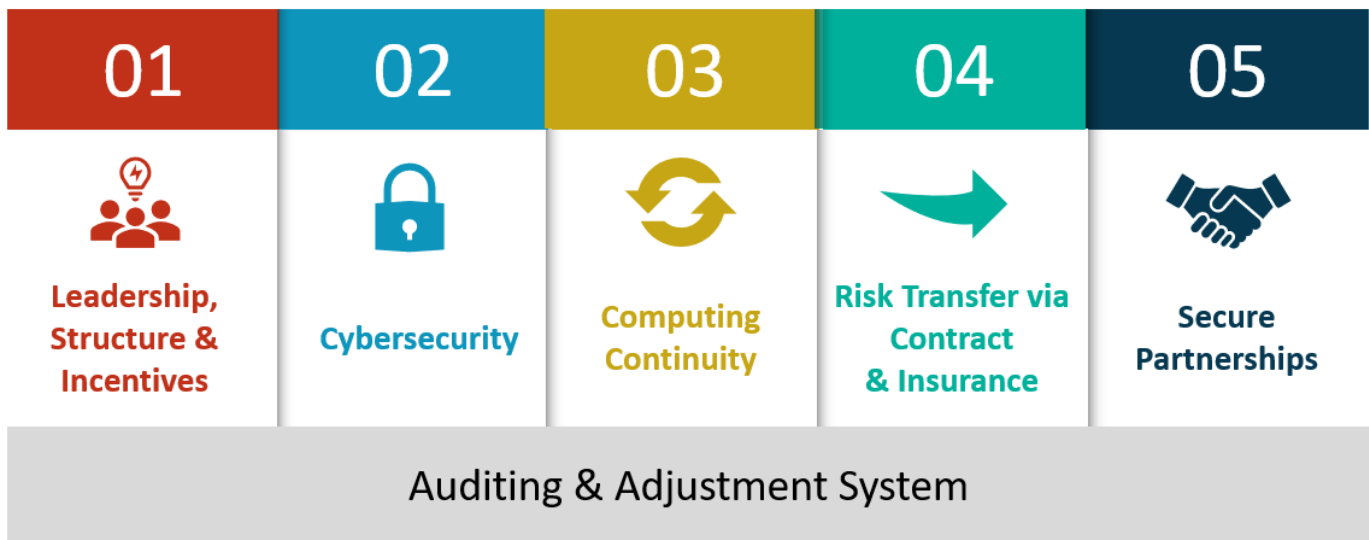 01
02
03
04
05
Leadership,
Structure &
Incentives
Cybersecurity
Computing
Continuity
Risk Transfer via
Contract
& Insurance
Secure
Partnerships
Auditing & Adjustment System